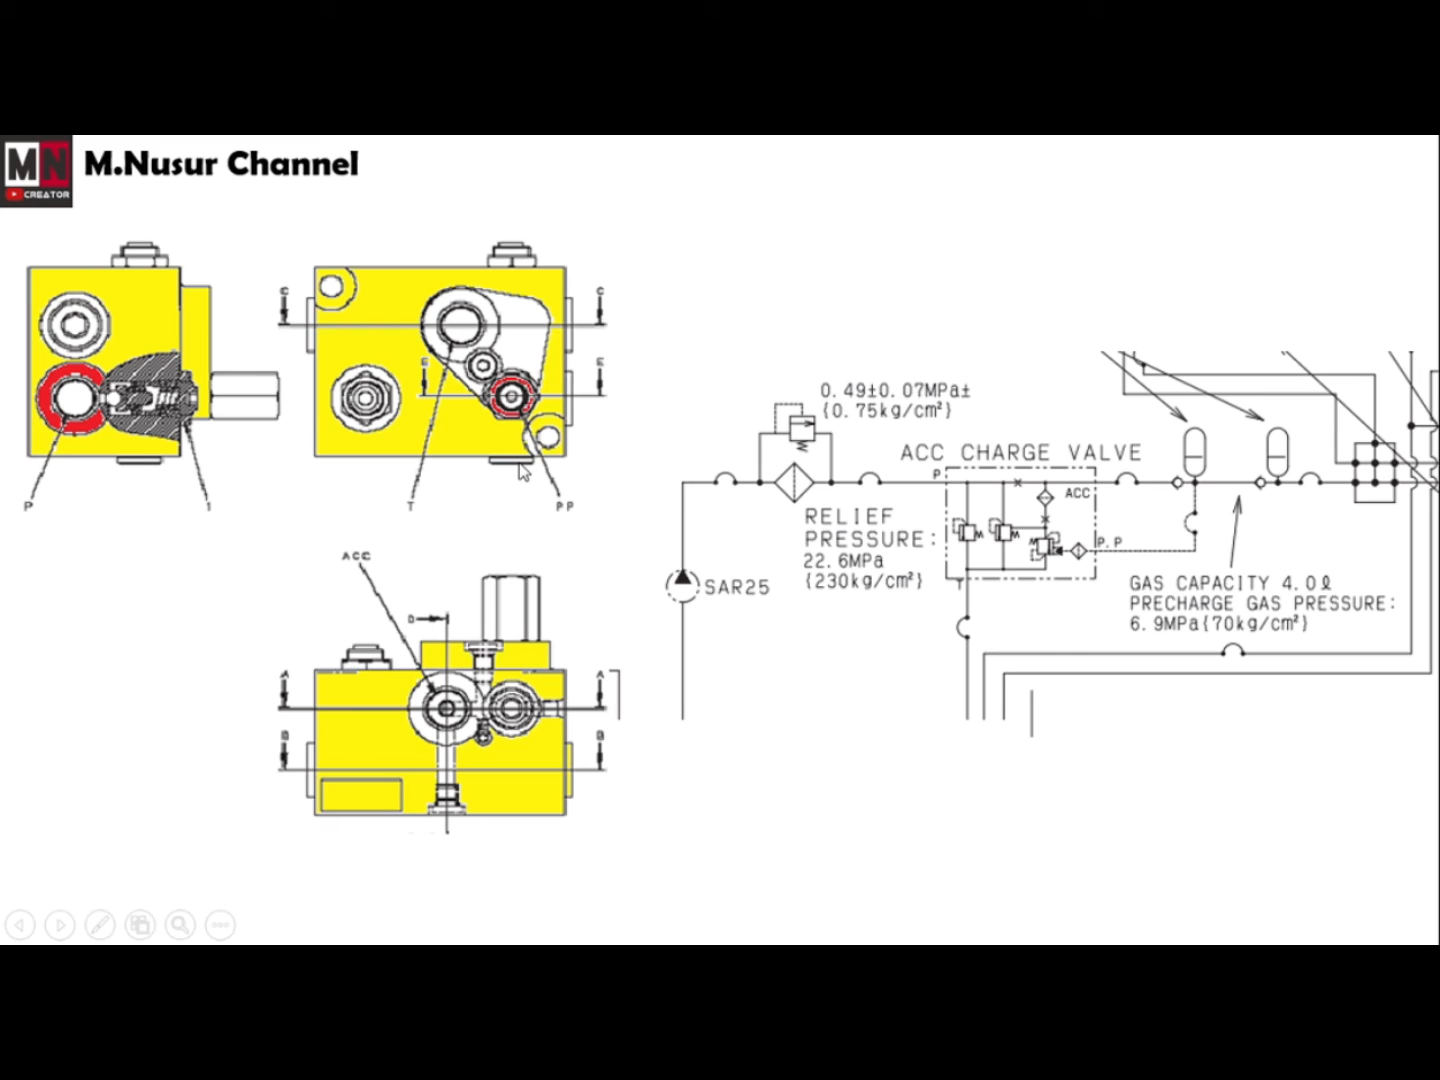 MN
CREATOR
M.Nusur Channel
C
C
E
E
P
1
T
PP
ACC
D
A
A
B
B
0.49±0.07MPa±
{0.75kg/cm²}
ACC CHARGE VALVE
P
ACC
RELIEF
PRESSURE:
22.6MPa
{230kg/cm²}
P.P
T
SAR25
GAS CAPACITY 4.0ℓ
PRECHARGE GAS PRESSURE:
6.9MPa{70kg/cm²}